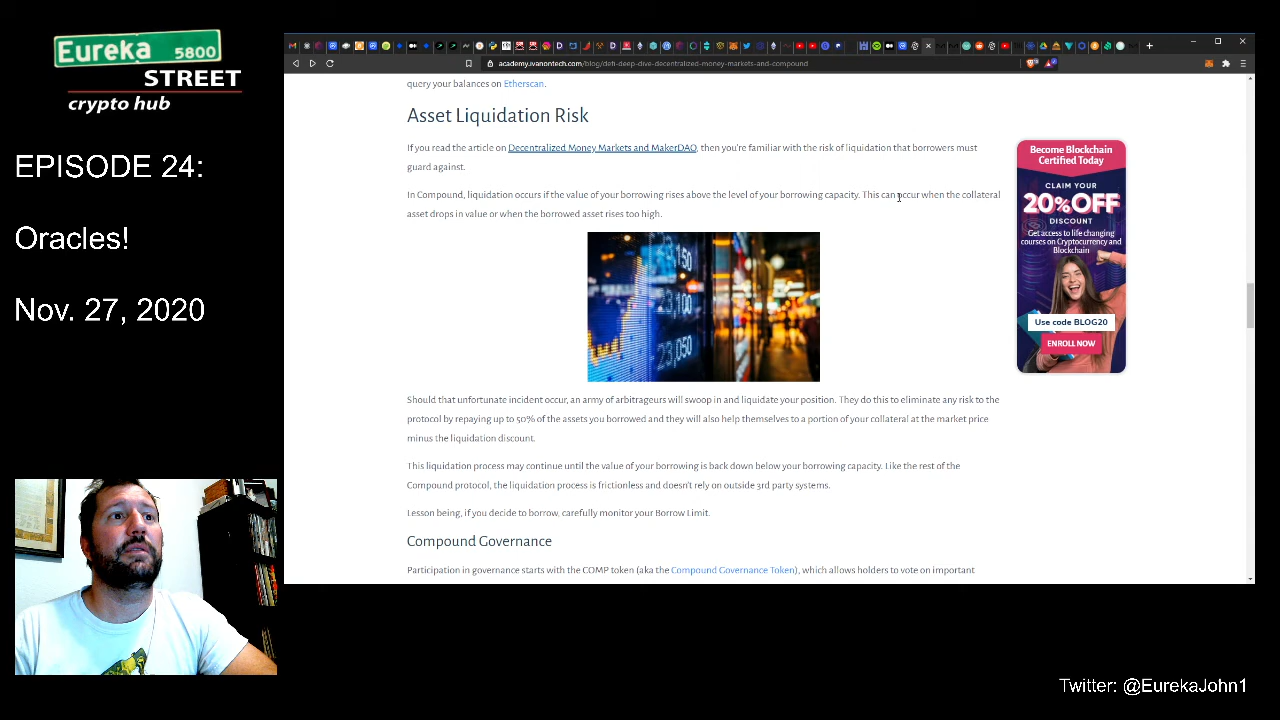 Eureka 5800
STREET
crypto hub
EPISODE 24:
Oracles!
Nov. 27, 2020
academy.ivanontech.com/blog/defi-deep-dive-decentralized-money-markets-and-compound
query your balances on Etherscan.
Asset Liquidation Risk
If you read the article on Decentralized Money Markets and MakerDAO, then you're familiar with the risk of liquidation that borrowers must
guard against.
In Compound, liquidation occurs if the value of your borrowing rises above the level of your borrowing capacity. This can occur when the collateral
asset drops in value or when the borrowed asset rises too high.
150
23,100
23,050
Should that unfortunate incident occur, an army of arbitrageurs will swoop in and liquidate your position. They do this to eliminate any risk to the
protocol by repaying up to 50% of the assets you borrowed and they will also help themselves to a portion of your collateral at the market price
minus the liquidation discount.
This liquidation process may continue until the value of your borrowing is back down below your borrowing capacity. Like the rest of the
Compound protocol, the liquidation process is frictionless and doesn't rely on outside 3rd party systems.
Lesson being, if you decide to borrow, carefully monitor your Borrow Limit.
Compound Governance
Participation in governance starts with the COMP token (aka the Compound Governance Token), which allows holders to vote on important
Become Blockchain
Certified Today
CLAIM YOUR
20%OFF
DISCOUNT
Get access to life changing
courses on Cryptocurrency and
Blockchain
Use code BLOG20
ENROLL NOW
Twitter: @EurekaJohn1